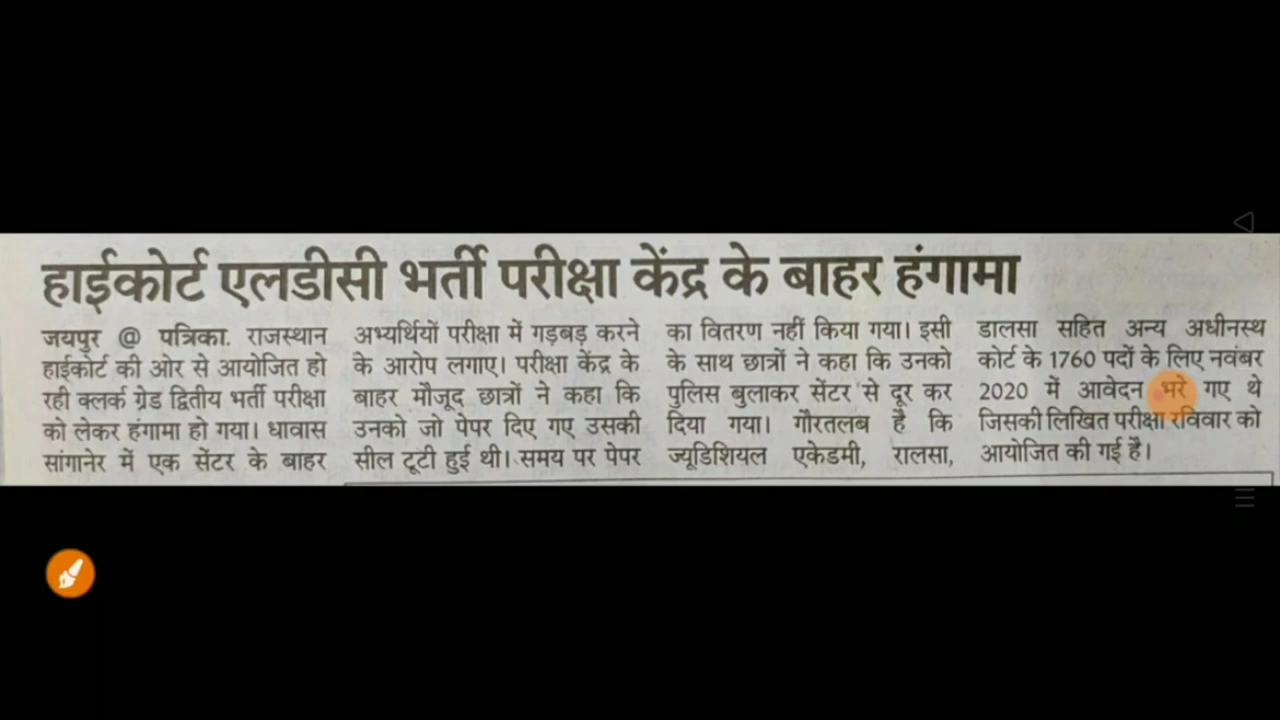 हाईकोर्ट एलडीसी भर्ती परीक्षा केंद्र के बाहर हंगामा
जयपुर @ पत्रिका. राजस्थान
हाईकोर्ट की ओर से आयोजित हो
रही क्लर्क ग्रेड द्वितीय भर्ती परीक्षा
को लेकर हंगामा हो गया। धावास
सांगानेर में एक सेंटर के बाहर
अभ्यर्थियों परीक्षा में गड़बड़ करने
के आरोप लगाए। परीक्षा केंद्र के
बाहर मौजूद छात्रों ने कहा कि
उनको जो पेपर दिए गए उसकी
सील टूटी हुई थी। समय पर पेपर
का वितरण नहीं किया गया। इसी
के साथ छात्रों ने कहा कि उनको
पुलिस बुलाकर सेंटर से दूर कर
दिया गया। गौरतलब है कि
ज्यूडिशियल एकेडमी, रालसा,
डालसा सहित अन्य अधीनस्थ
कोर्ट के 1760 पदों के लिए नवंबर
2020 में आवेदन भरे गए थे
जिसकी लिखित परीक्षा रविवार को
आयोजित की गई है।